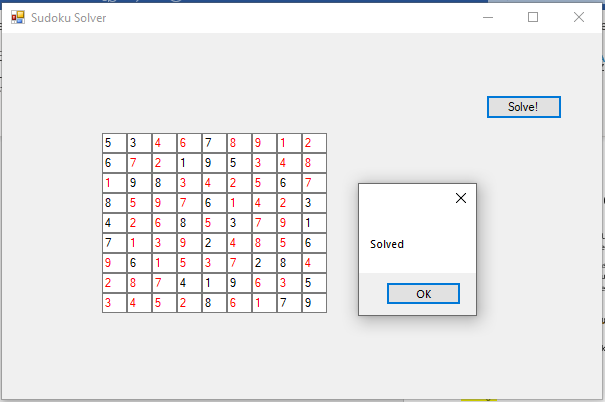 Sudoku Solver
Solve!
5 3 4 6 7 8 9 1 2
6 7 2 1 9 5 3 4 8
1 9 8 3 4 2 5 6 7
8 5 9 7 6 1 4 2 3
4 2 6 8 5 3 7 9 1
7 1 3 9 2 4 8 5 6
9 6 1 5 3 7 2 8 4
2 8 7 4 1 9 6 3 5
3 4 5 2 8 6 1 7 9
Solved
OK